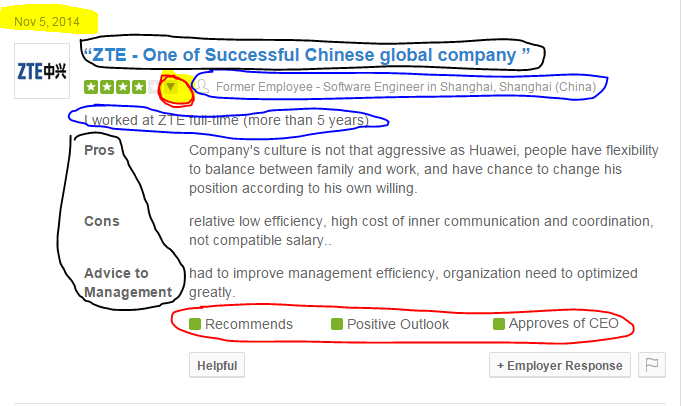 Nov 5, 2014
ZTE中兴
“ZTE - One of Successful Chinese global company ”
Former Employee - Software Engineer in Shanghai, Shanghai (China)
I worked at ZTE full-time (more than 5 years)
Pros
Company's culture is not that aggressive as Huawei, people have flexibility
to balance between family and work, and have chance to change his
position according to his own willing.
Cons
relative low efficiency, high cost of inner communication and coordination,
not compatible salary..
Advice to
Management
had to improve management efficiency, organization need to optimized
greatly.
Recommends
Positive Outlook
Approves of CEO
Helpful
+ Employer Response